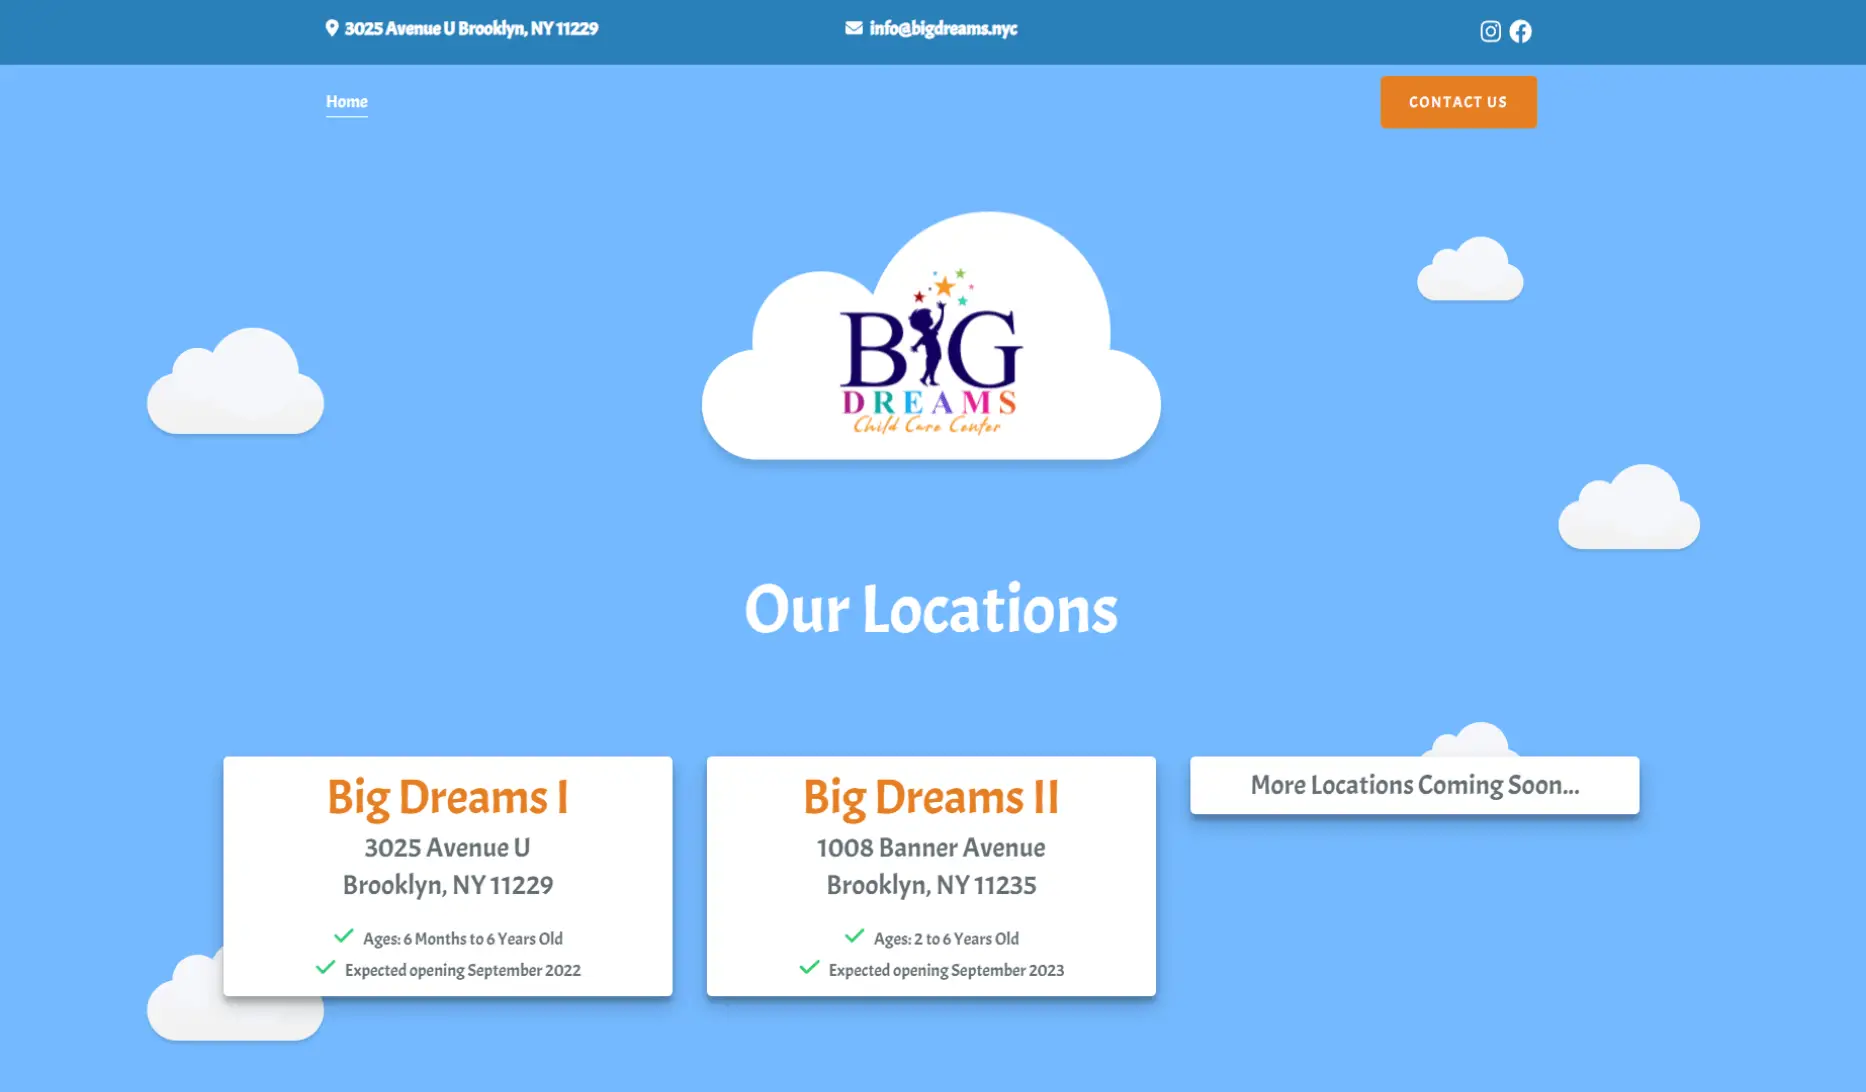 3025 Avenue U Brooklyn, NY 11229
info@bigdreams.nyc
Home
CONTACT US
BIG
DREAMS
Child Care Center
Our Locations
Big Dreams I
3025 Avenue U
Brooklyn, NY 11229
Ages: 6 Months to 6 Years Old
Expected opening September 2022
Big Dreams II
1008 Banner Avenue
Brooklyn, NY 11235
Ages: 2 to 6 Years Old
Expected opening September 2023
More Locations Coming Soon...